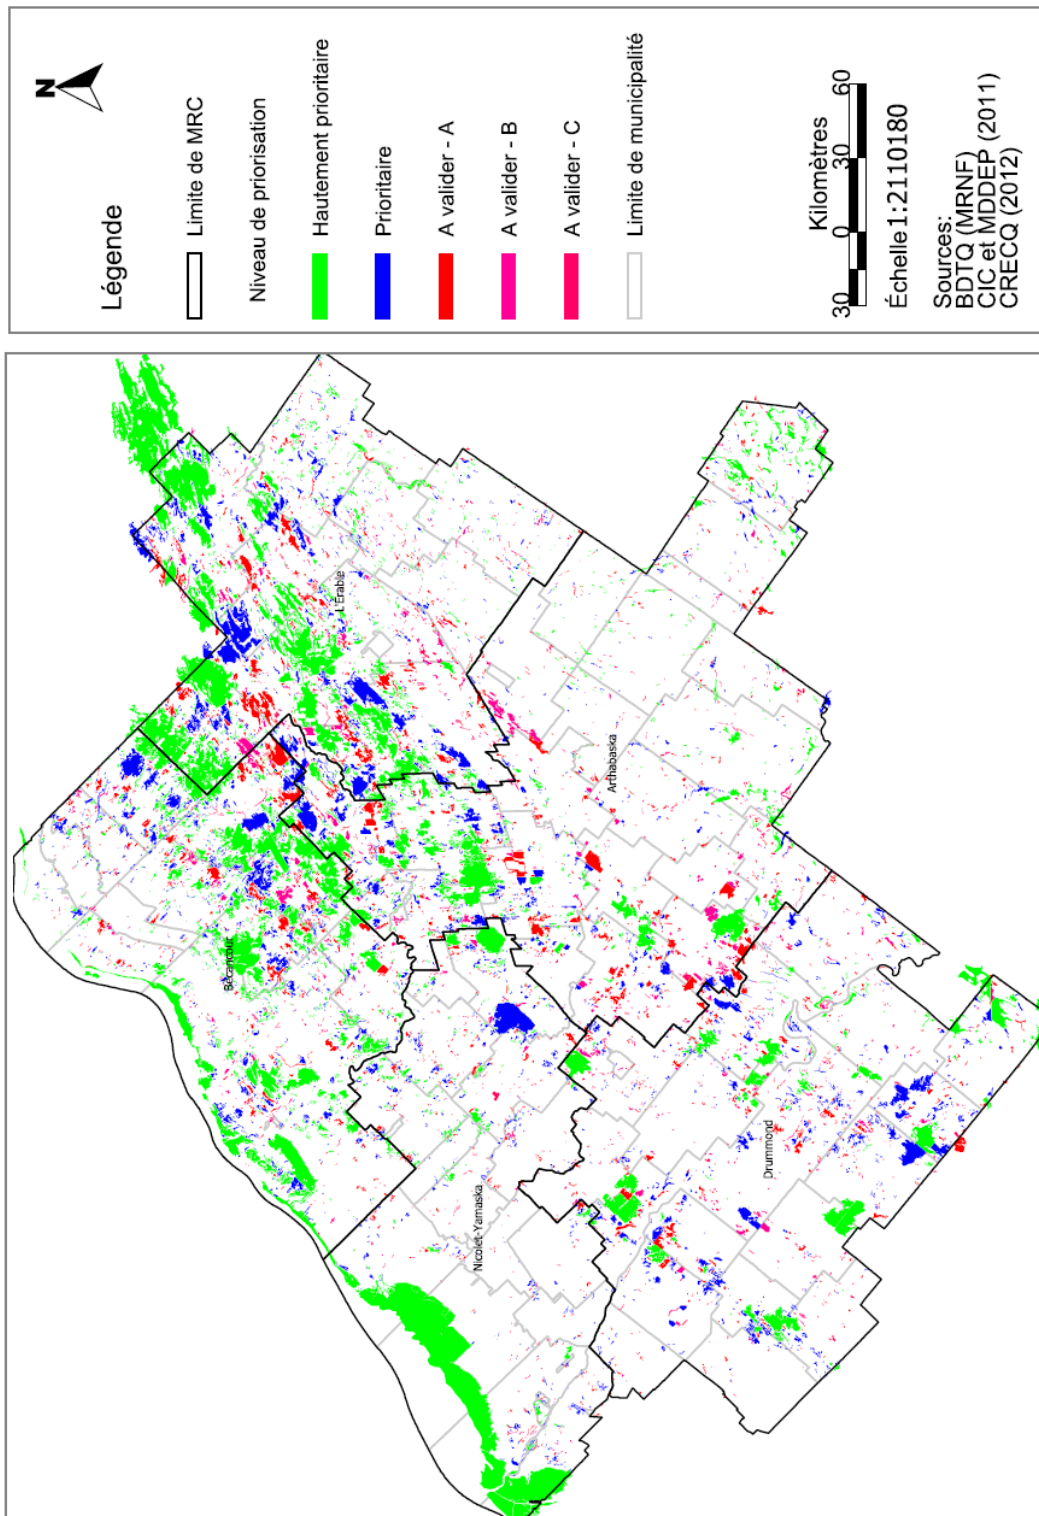 N
Légende
Limite de MRC
Niveau de priorisation
Hautement prioritaire
Prioritaire
A valider - A
A valider - B
A valider - C
Limite de municipalité
Kilomètres
30 0 30 60
Échelle 1:2110180
Sources:
BDTQ (MRNF)
CIC et MDDEP (2011)
CRECQ (2012)
L'Érable
Bécancour
Arthabaska
Nicolet-Yamaska
Drummond